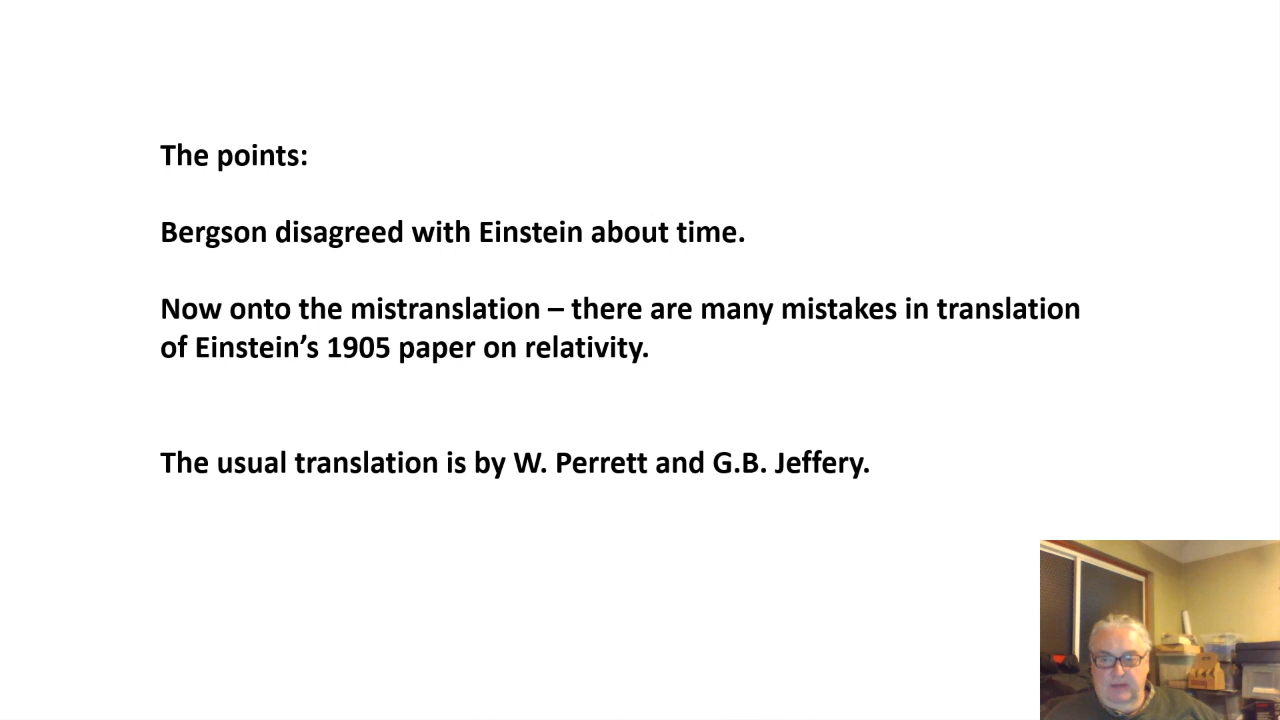 The points:
Bergson disagreed with Einstein about time.
Now onto the mistranslation – there are many mistakes in translation
of Einstein’s 1905 paper on relativity.
The usual translation is by W. Perrett and G.B. Jeffery.